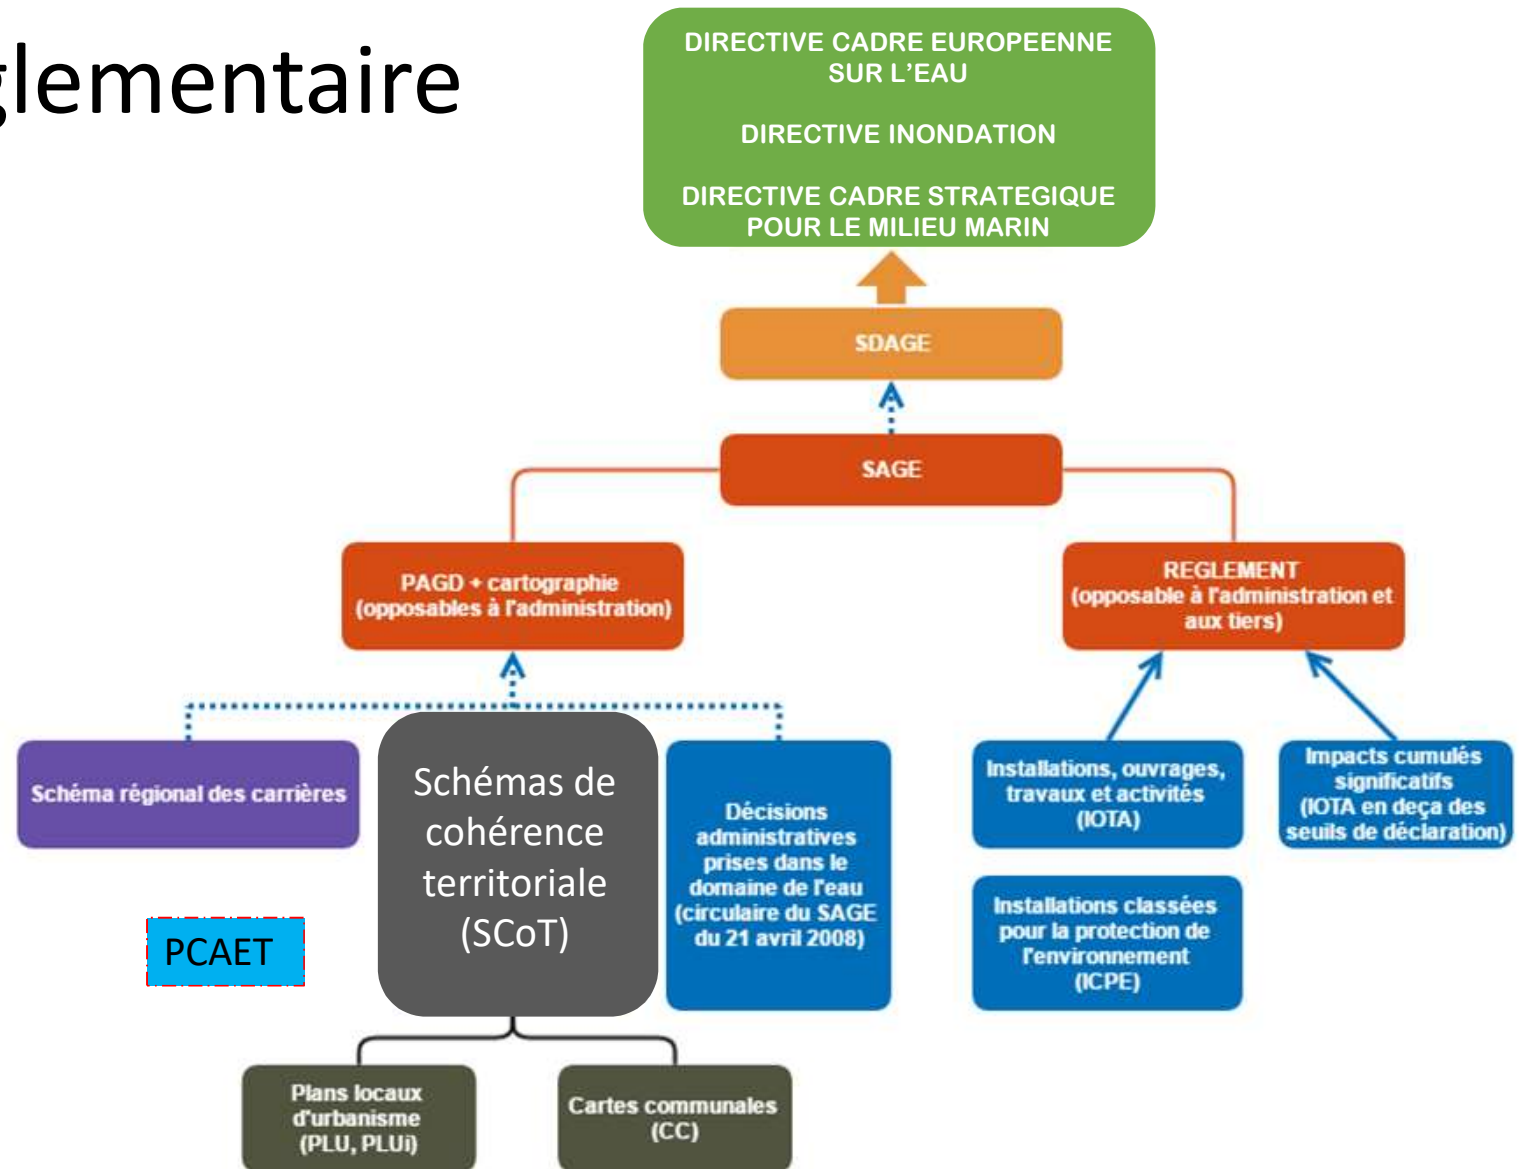 glementaire
DIRECTIVE CADRE EUROPEENNE
SUR L'EAU
DIRECTIVE INONDATION
DIRECTIVE CADRE STRATEGIQUE
POUR LE MILIEU MARIN
SDAGE
SAGE
PAGD + cartographie
(opposables à l'administration)
REGLEMENT
(opposable à l'administration et
aux tiers)
Schéma régional des carrières
Schémas de
cohérence
territoriale
(SCoT)
Décisions
administratives
prises dans le
domaine de l'eau
(circulaire du SAGE
du 21 avril 2008)
Installations, ouvrages,
travaux et activités
(IOTA)
Impacts cumulés
significatifs
(IOTA en deça des
seuils de déclaration)
Installations classées
pour la protection de
l'environnement
(ICPE)
PCAET
Plans locaux
d'urbanisme
(PLU, PLUi)
Cartes communales
(CC)